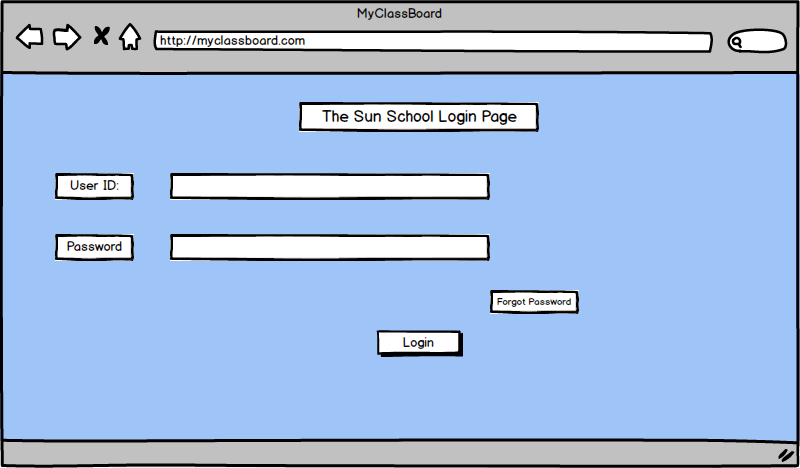 MyClassBoard
http://myclassboard.com
The Sun School Login Page
User ID:
Password
Forgot Password
Login